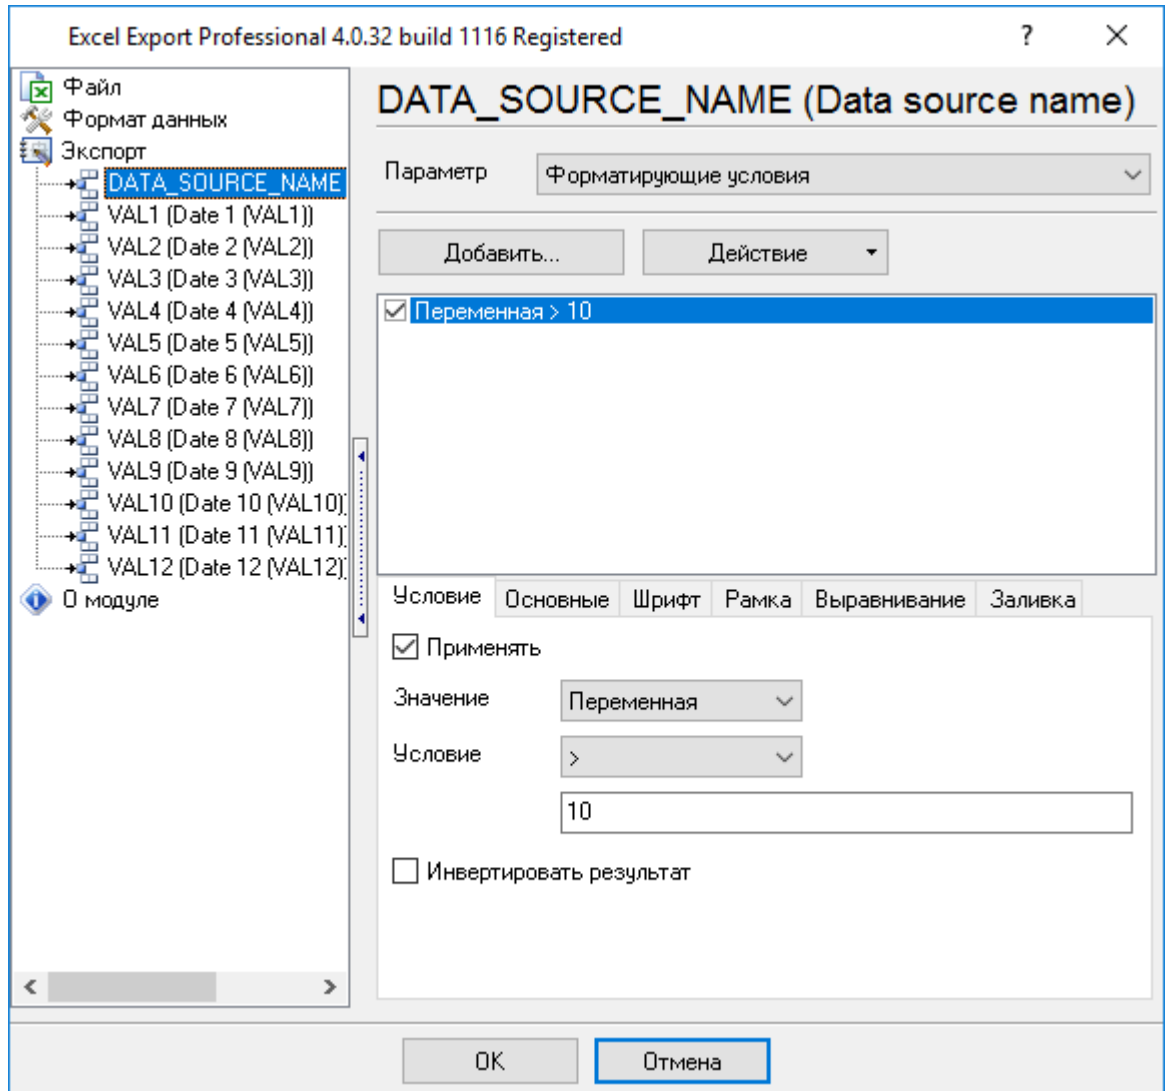 Excel Export Professional 4.0.32 build 1116 Registered
?
Файл
Формат данных
Экспорт
DATA_SOURCE_NAME
VAL1 (Date 1 (VAL1))
VAL2 (Date 2 (VAL2))
VAL3 (Date 3 (VAL3))
VAL4 (Date 4 (VAL4))
VAL5 (Date 5 (VAL5))
VAL6 (Date 6 (VAL6))
VAL7 (Date 7 (VAL7))
VAL8 (Date 8 (VAL8))
VAL9 (Date 9 (VAL9))
VAL10 (Date 10 (VAL10))
VAL11 (Date 11 (VAL11))
VAL12 (Date 12 (VAL12))
О модуле
DATA_SOURCE_NAME (Data source name)
Параметр Форматирующие условия
Добавить... Действие
Переменная > 10
Условие Основные Шрифт Рамка Выравнивание Заливка
Применять
Значение Переменная
Условие >
10
Инвертировать результат
OK Отмена